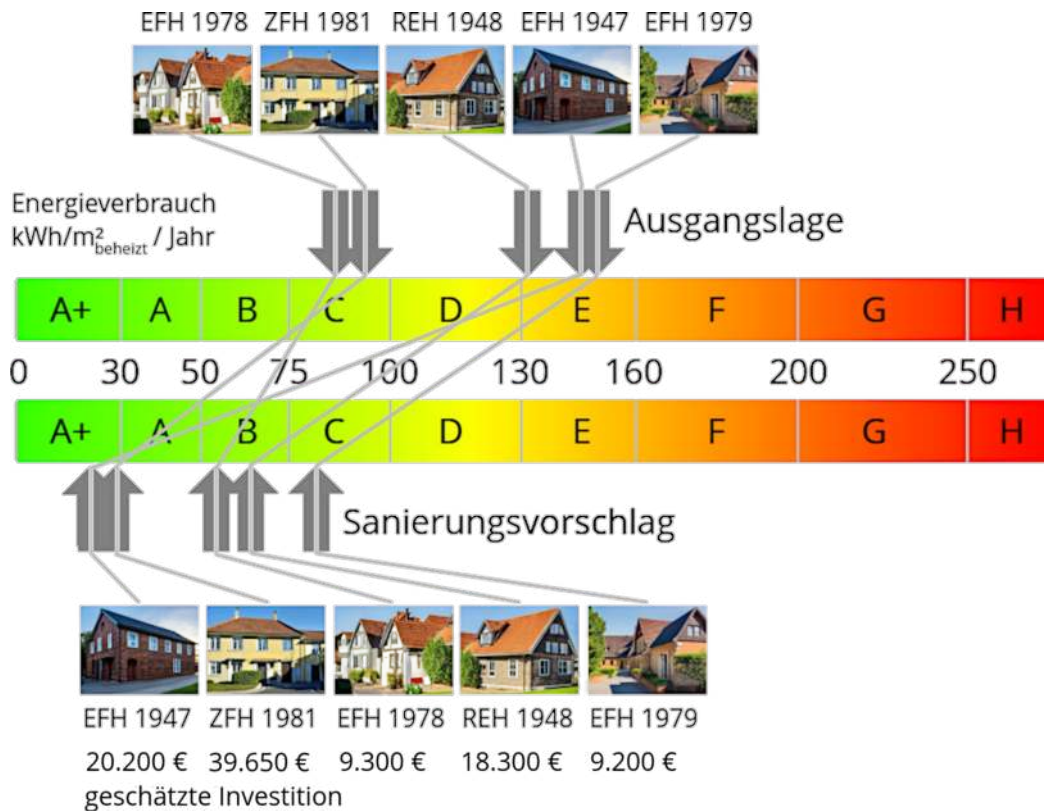 EFH 1978 ZFH 1981 REH 1948 EFH 1947 EFH 1979
Energieverbrauch
kWh/m²beheizt / Jahr
Ausgangslage
A+ A B C D E F G H
0 30 50 75 100 130 160 200 250
A+ A B C D E F G H
Sanierungsvorschlag
EFH 1947 ZFH 1981 EFH 1978 REH 1948 EFH 1979
20.200 € 39.650 € 9.300 € 18.300 € 9.200 €
geschätzte Investition